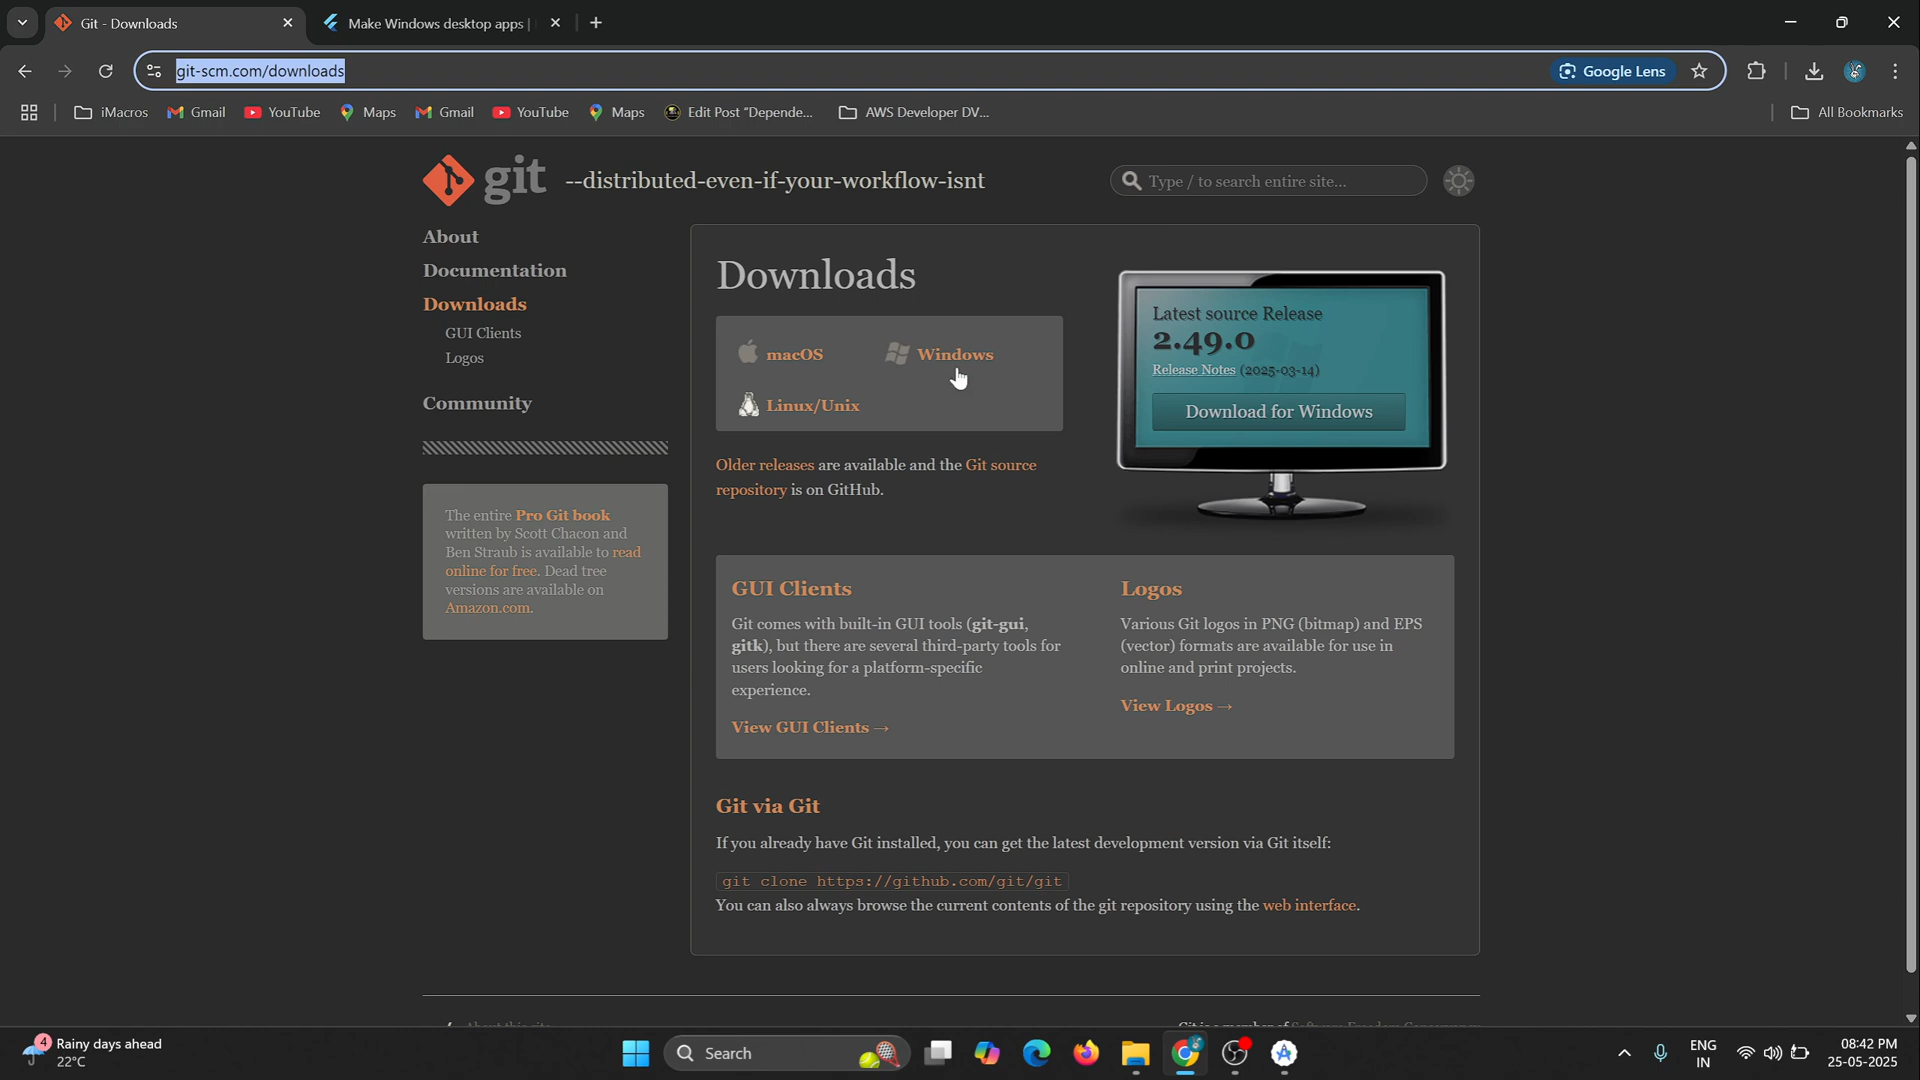 Git - Downloads
Make Windows desktop apps |
git-scm.com/downloads
Google Lens
iMacros
Gmail
YouTube
Maps
Gmail
YouTube
Maps
Edit Post "Depende...
AWS Developer DV...
All Bookmarks
git --distributed-even-if-your-workflow-isnt
Type / to search entire site...
About
Documentation
Downloads
GUI Clients
Logos
Community
The entire Pro Git book
written by Scott Chacon and
Ben Straub is available to read
online for free. Dead tree
versions are available on
Amazon.com.
Downloads
macOS
Windows
Linux/Unix
Older releases are available and the Git source
repository is on GitHub.
Latest source Release
2.49.0
Release Notes (2025-03-14)
Download for Windows
GUI Clients
Git comes with built-in GUI tools (git-gui,
gitk), but there are several third-party tools for
users looking for a platform-specific
experience.
View GUI Clients →
Logos
Various Git logos in PNG (bitmap) and EPS
(vector) formats are available for use in
online and print projects.
View Logos →
Git via Git
If you already have Git installed, you can get the latest development version via Git itself:
git clone https://github.com/git/git
You can also always browse the current contents of the git repository using the web interface.
4
Rainy days ahead
22°C
Search
ENG
IN
08:42 PM
25-05-2025